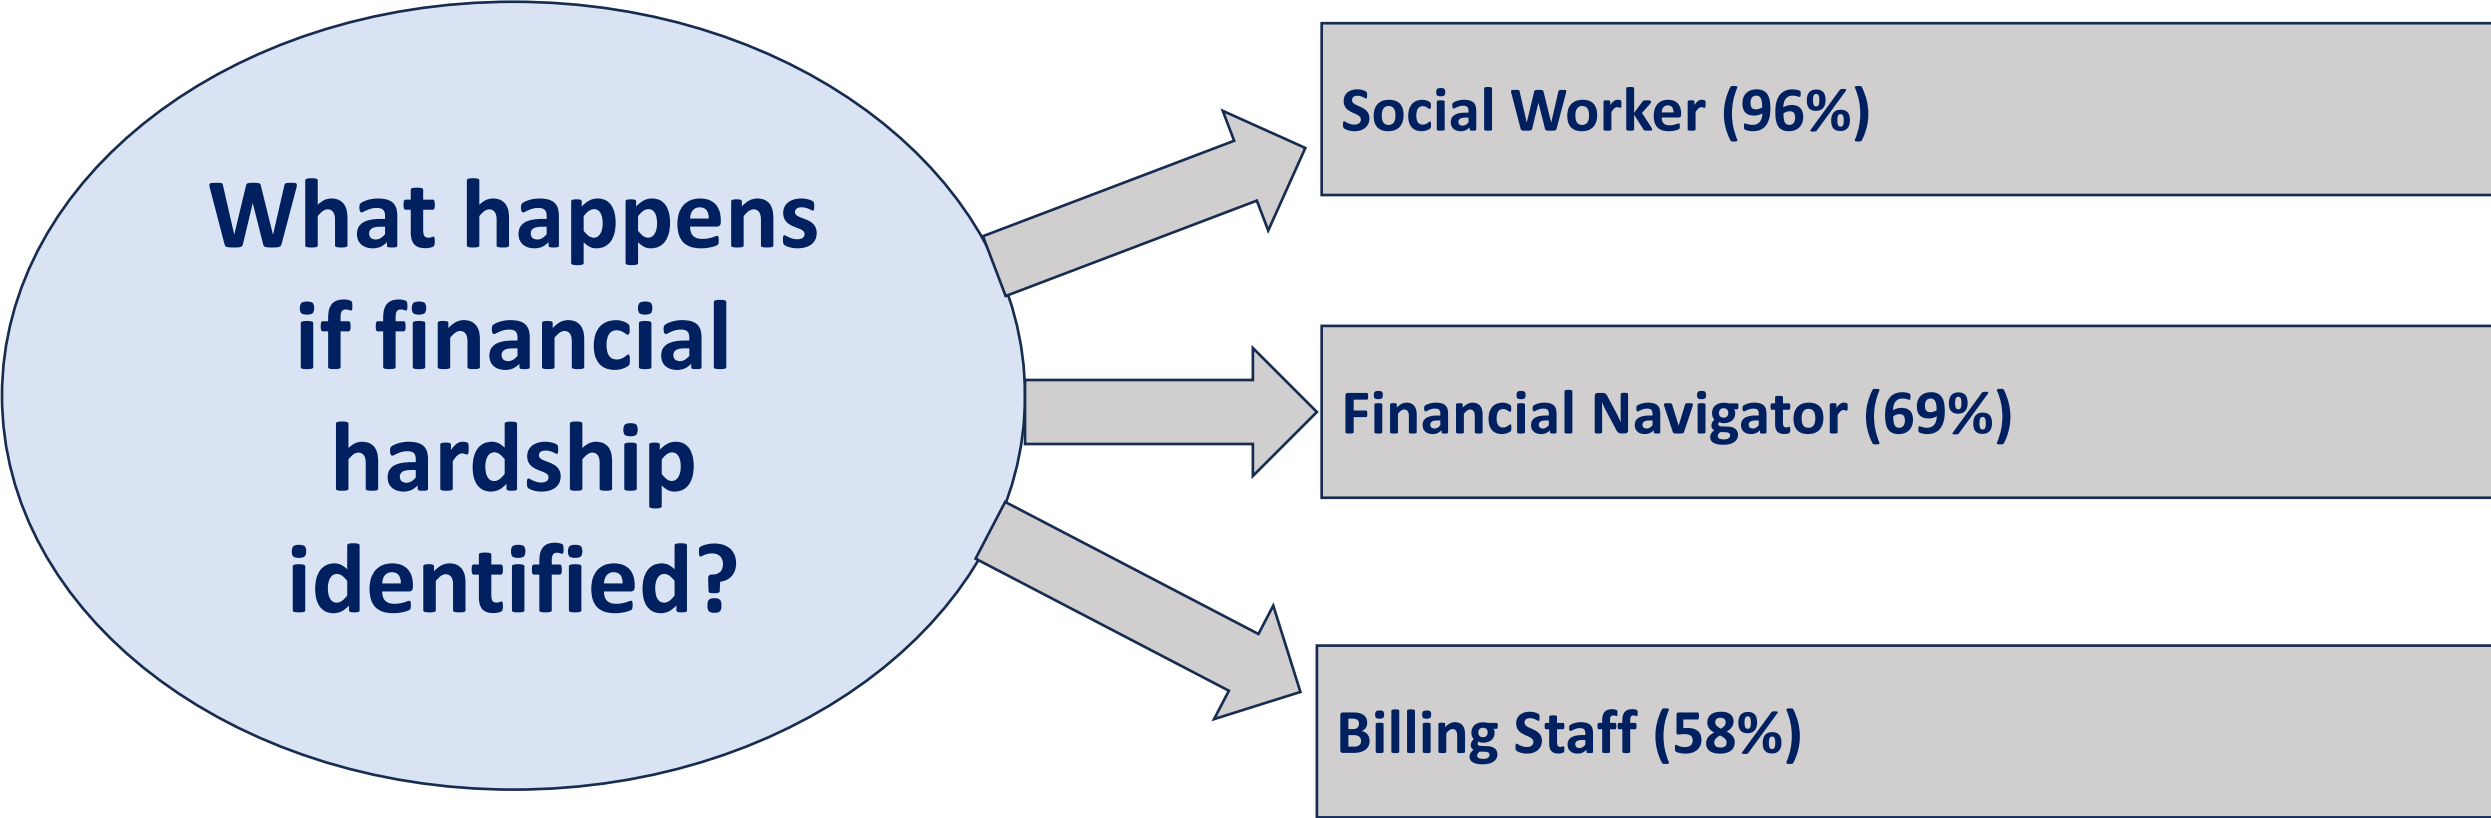 What happens
if financial
hardship
identified?
Social Worker (96%)
Financial Navigator (69%)
Billing Staff (58%)